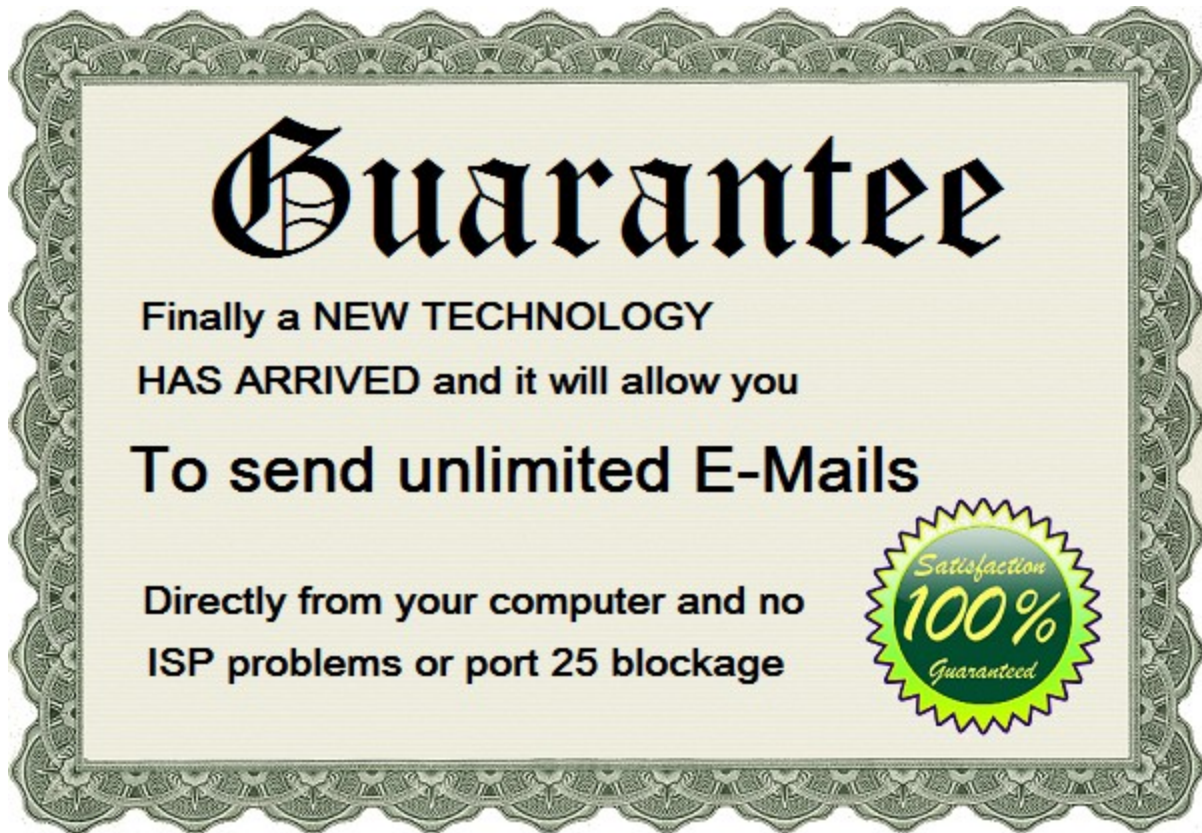 Guarantee
Finally a NEW TECHNOLOGY
HAS ARRIVED and it will allow you
To send unlimited E-Mails
Directly from your computer and no
ISP problems or port 25 blockage
Satisfaction
100%
Guaranteed